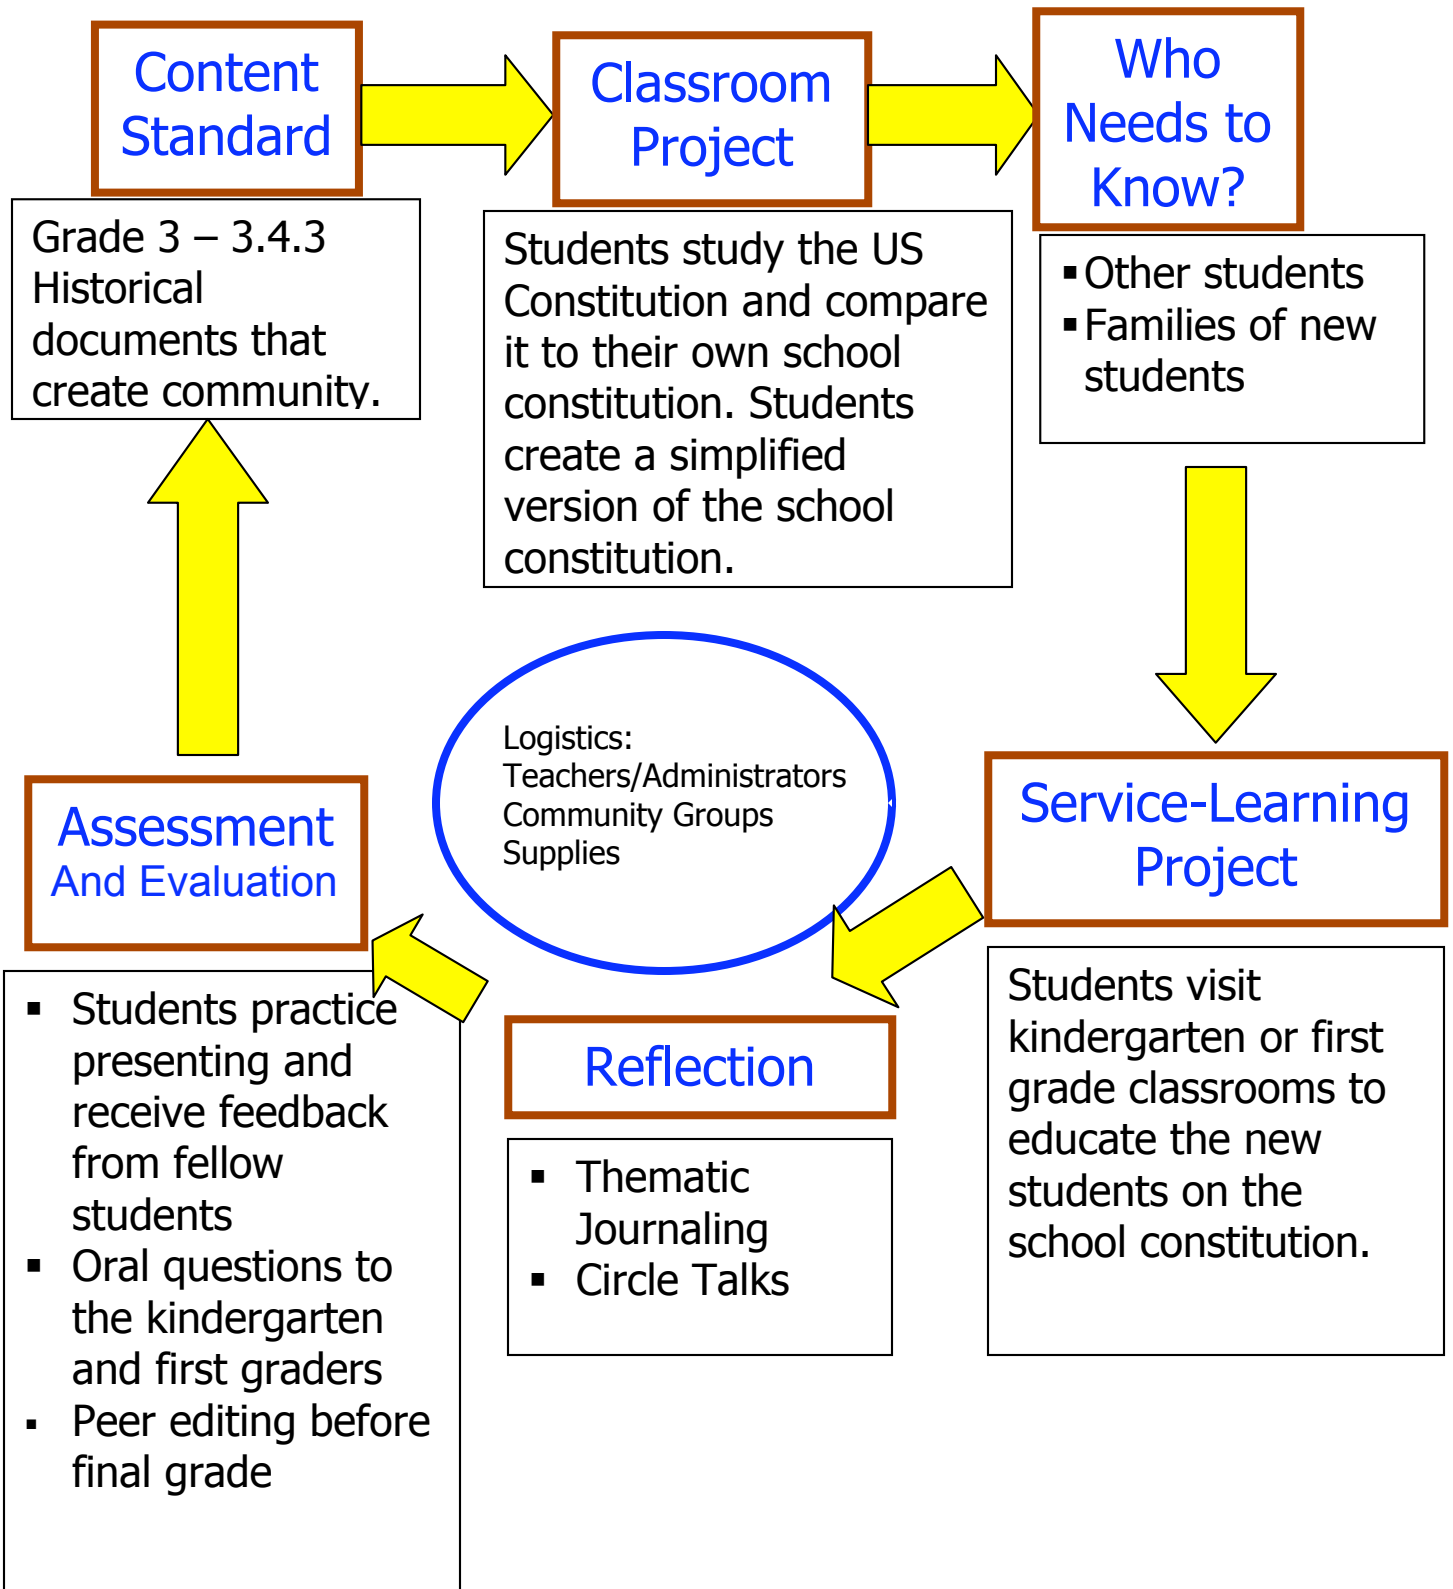 Content
Standard
Grade 3 – 3.4.3
Historical
documents that
create community.
Classroom
Project
Students study the US
Constitution and compare
it to their own school
constitution. Students
create a simplified
version of the school
constitution.
Who
Needs to
Know?
▪Other students
▪Families of new
students
Service-Learning
Project
Students visit
kindergarten or first
grade classrooms to
educate the new
students on the
school constitution.
Reflection
▪ Thematic
Journaling
▪ Circle Talks
Assessment
And Evaluation
▪ Students practice
presenting and
receive feedback
from fellow
students
▪ Oral questions to
the kindergarten
and first graders
▪ Peer editing before
final grade
Logistics:
Teachers/Administrators
Community Groups
Supplies